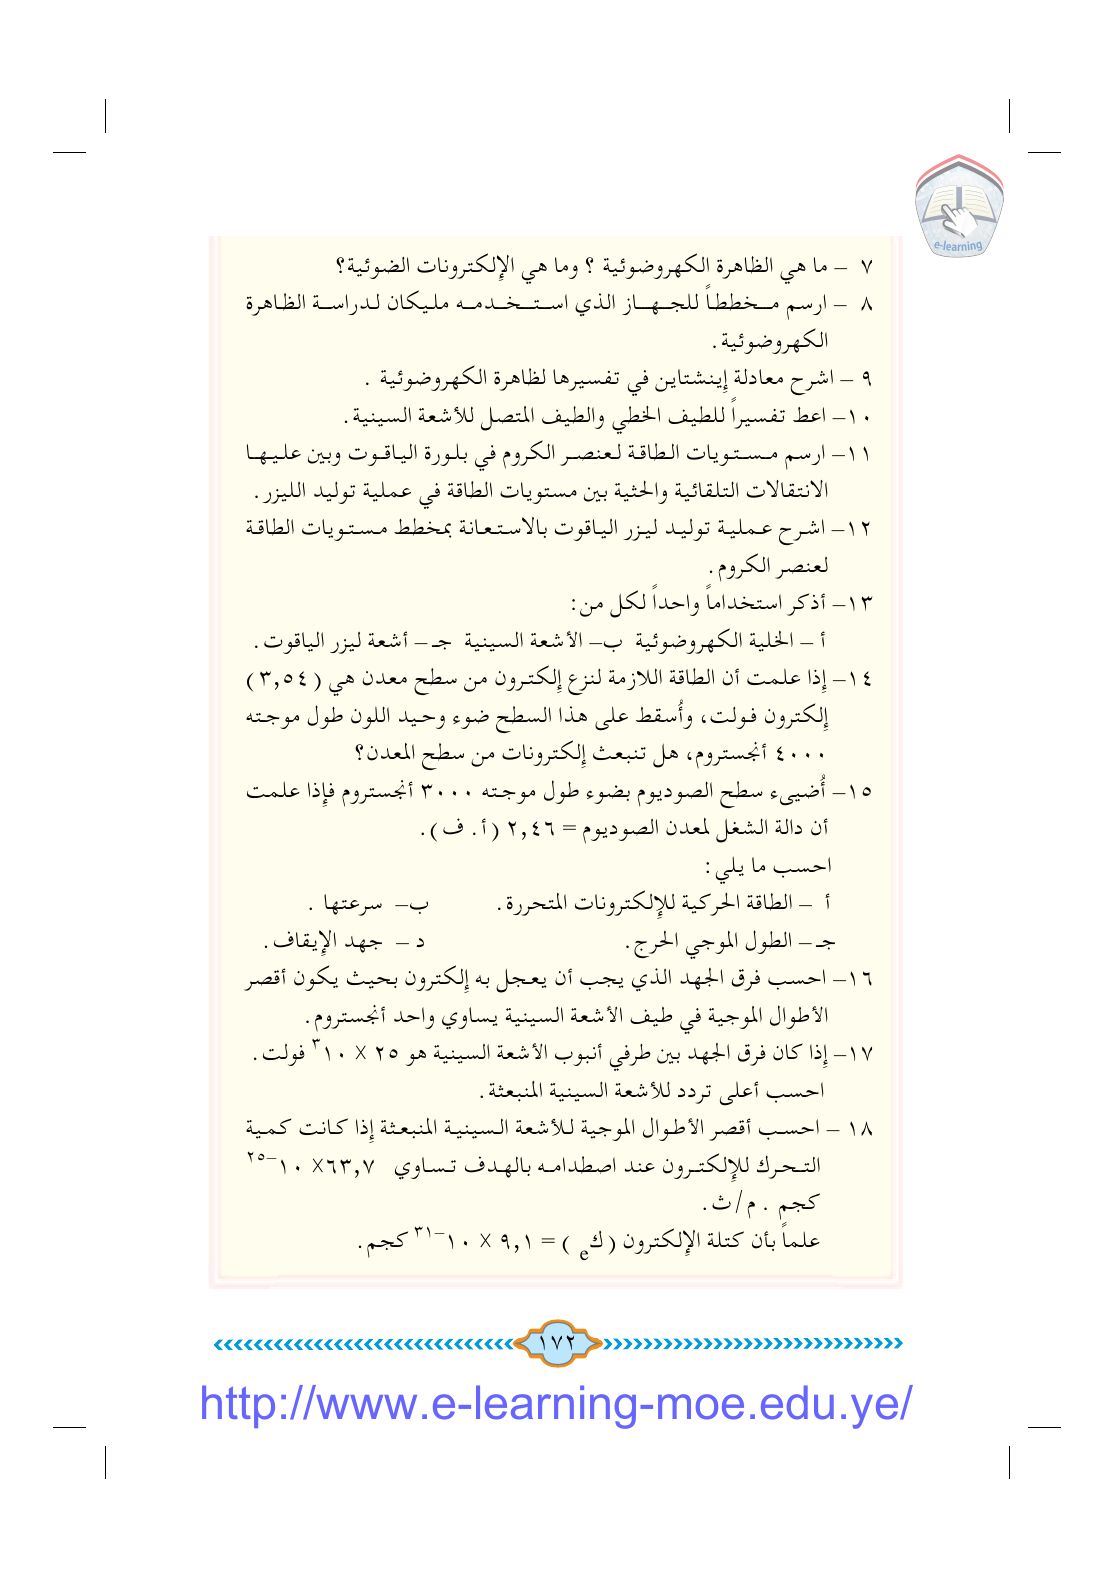 e-learning
٧ – ما هي الظاهرة الكهروضوئية ؟ وما هي الإلكترونات الضوئية؟
٨ – ارسم مخططاً للجهاز الذي استخدمه مليكان لدراسة الظاهرة
الكهروضوئية .
٩ – اشرح معادلة إينشتاين في تفسيرها لظاهرة الكهروضوئية .
١٠– اعط تفسيراً للطيف الخطي والطيف المتصل للأشعة السينية .
١١– ارسم مستويات الطاقة لعنصر الكروم في بلورة الياقوت وبين عليها
الانتقالات التلقائية والحثية بين مستويات الطاقة في عملية توليد الليزر .
١٢– اشرح عملية توليد ليزر الياقوت بالاستعانة بمخطط مستويات الطاقة
لعنصر الكروم .
١٣– أذكر استخداماً واحداً لكل من:
أ – الخلية الكهروضوئية ب– الأشعة السينية جـ – أشعة ليزر الياقوت .
١٤– إذا علمت أن الطاقة اللازمة لنزع إلكترون من سطح معدن هي (٣,٥٤)
إلكترون فولت، وأُسقط على هذا السطح ضوء وحيد اللون طول موجته
٤٠٠٠ أنجستروم، هل تنبعث إلكترونات من سطح المعدن؟
١٥– أُضيىء سطح الصوديوم بضوء طول موجته ٣٠٠٠ أنجستروم فإذا علمت
أن دالة الشغل لمعدن الصوديوم = ٢,٤٦ (أ. ف).
احسب ما يلي:
أ – الطاقة الحركية للإلكترونات المتحررة. ب– سرعتها .
جـ – الطول الموجي الحرج. د – جهد الإيقاف.
١٦– احسب فرق الجهد الذي يجب أن يعجل به إلكترون بحيث يكون أقصر
الأطوال الموجية في طيف الأشعة السينية يساوي واحد أنجستروم.
١٧– إذا كان فرق الجهد بين طرفي أنبوب الأشعة السينية هو ٢٥ × ١٠³ فولت .
احسب أعلى تردد للأشعة السينية المنبعثة.
١٨ – احسب أقصر الأطوال الموجية للأشعة السينية المنبعثة إذا كانت كمية
التحرك للإلكترون عند اصطدامه بالهدف تساوي ٦٣,٧× ١٠⁻²⁵
كجم . م/ث.
علماً بأن كتلة الإلكترون (ك e) = ٩,١ × ١٠⁻³¹ كجم.
١٧٢
http://www.e-learning-moe.edu.ye/